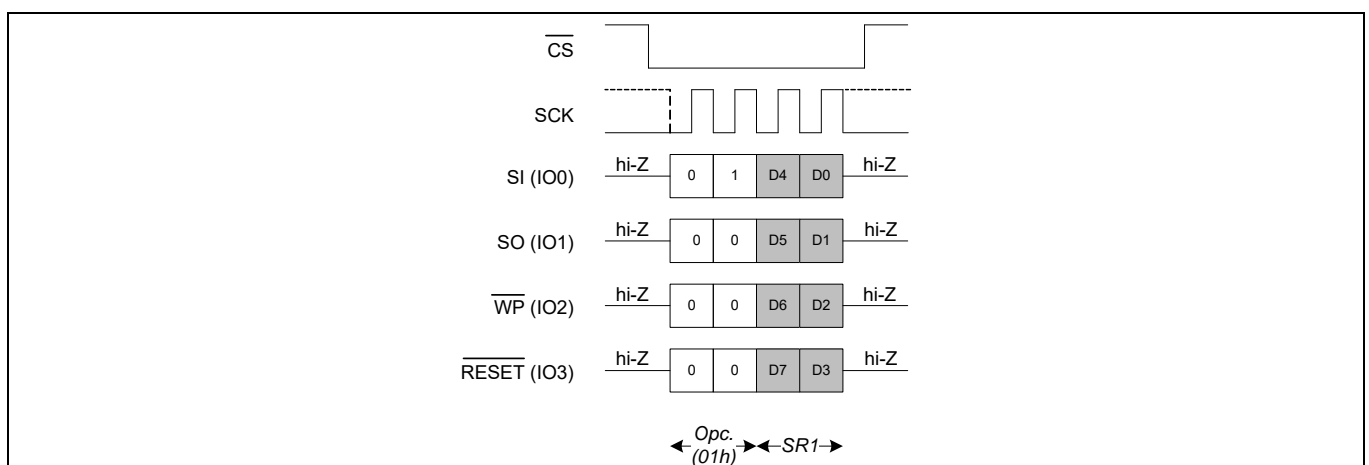 CS
SCK
SI (IO0) hi-Z 0 1 D4 D0 hi-Z
SO (IO1) hi-Z 0 0 D5 D1 hi-Z
WP (IO2) hi-Z 0 0 D6 D2 hi-Z
RESET (IO3) hi-Z 0 0 D7 D3 hi-Z
Opc. SR1
(01h)